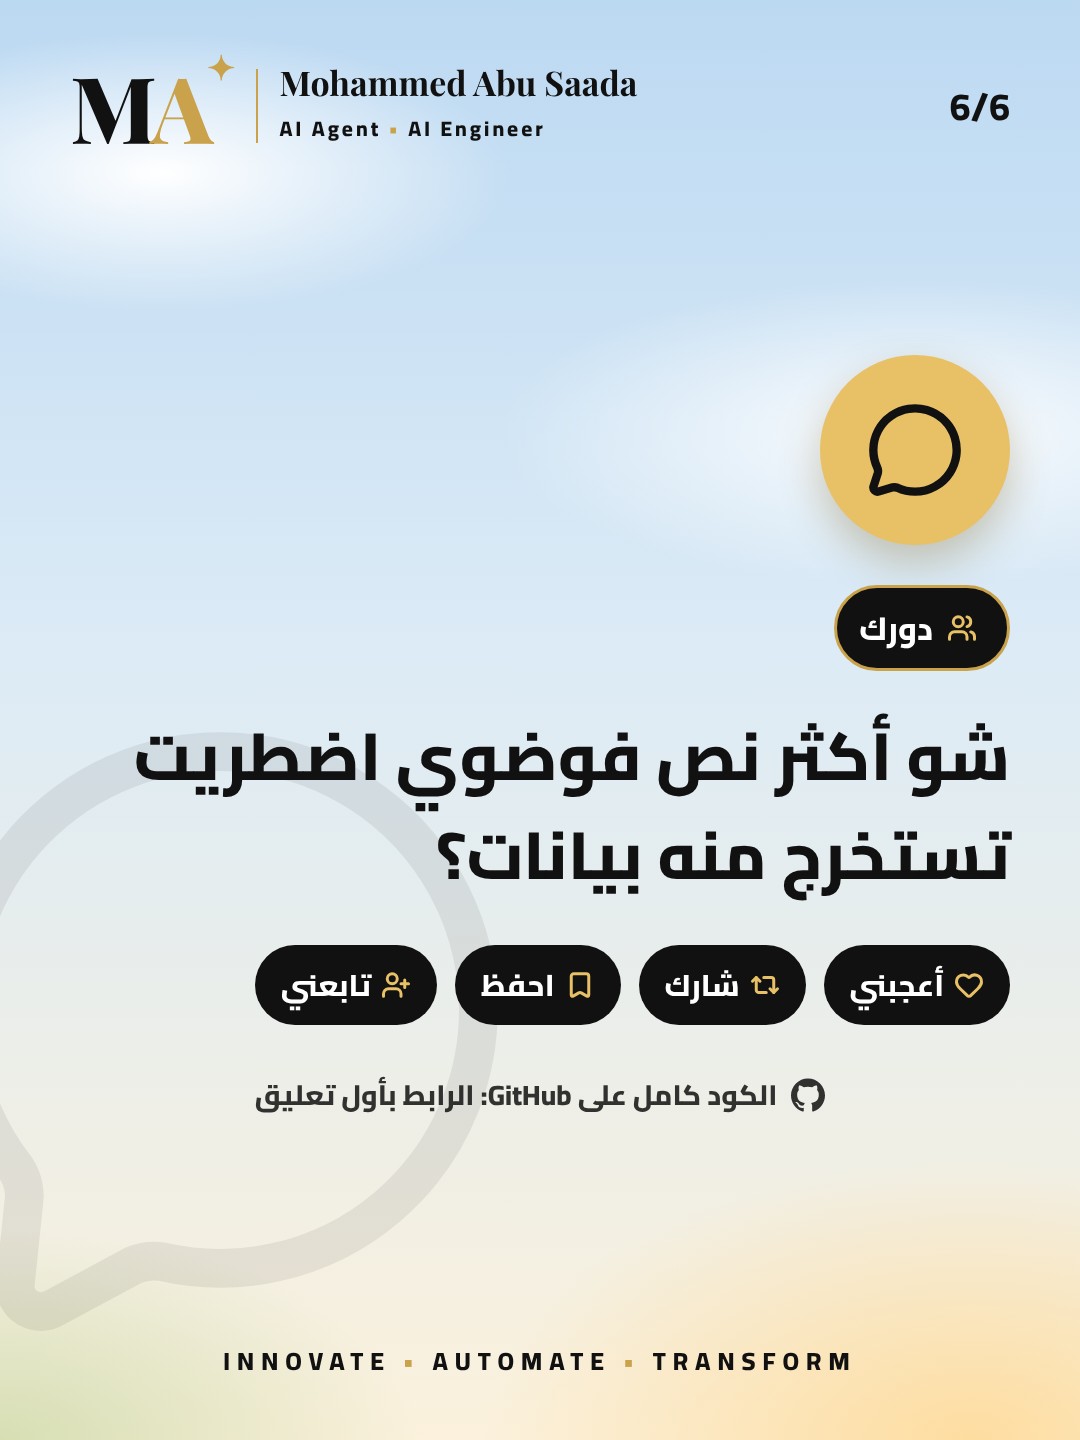 MA
Mohammed Abu Saada
AI Agent ▪ AI Engineer
6/6
دورك
شو أكثر نص فوضوي اضطريت
تستخرج منه بيانات؟
أعجبني
شارك
احفظ
تابعني
الكود كامل على GitHub: الرابط بأول تعليق
INNOVATE ▪ AUTOMATE ▪ TRANSFORM